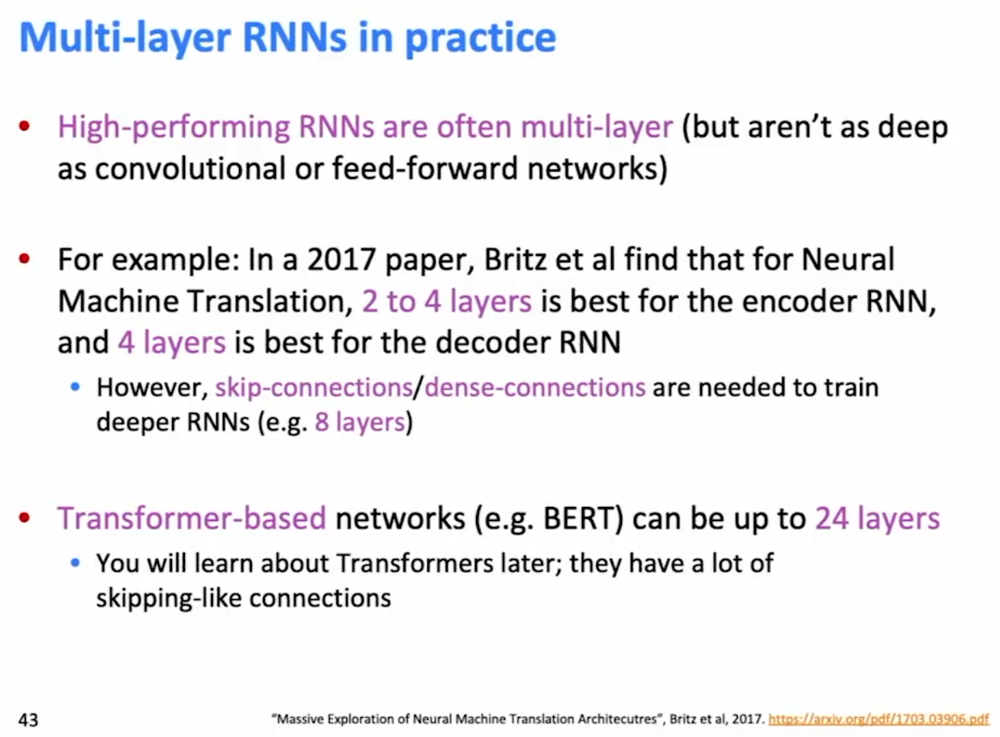 Multi-layer RNNs in practice
• High-performing RNNs are often multi-layer (but aren't as deep
as convolutional or feed-forward networks)
• For example: In a 2017 paper, Britz et al find that for Neural
Machine Translation, 2 to 4 layers is best for the encoder RNN,
and 4 layers is best for the decoder RNN
• However, skip-connections/dense-connections are needed to train
deeper RNNs (e.g. 8 layers)
• Transformer-based networks (e.g. BERT) can be up to 24 layers
• You will learn about Transformers later; they have a lot of
skipping-like connections
43
"Massive Exploration of Neural Machine Translation Architecutres", Britz et al, 2017. https://arxiv.org/pdf/1703.03906.pdf